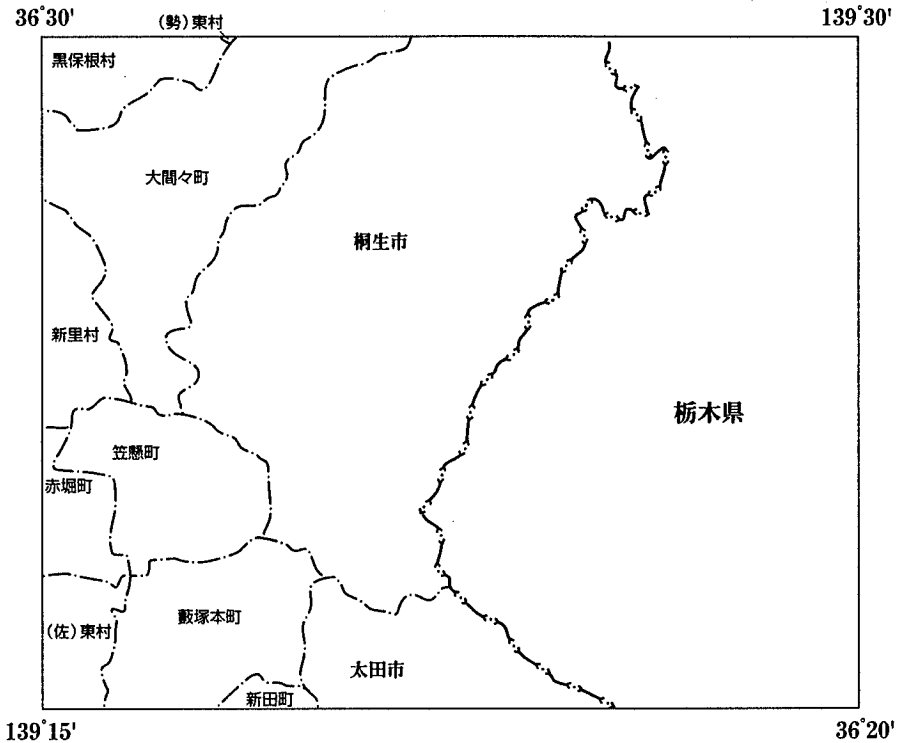 36°30'
(勢)東村
139°30'
黒保根村
大間々町
桐生市
新里村
栃木県
笠懸町
赤堀町
藪塚本町
(佐)東村
太田市
新田町
139°15'
36°20'